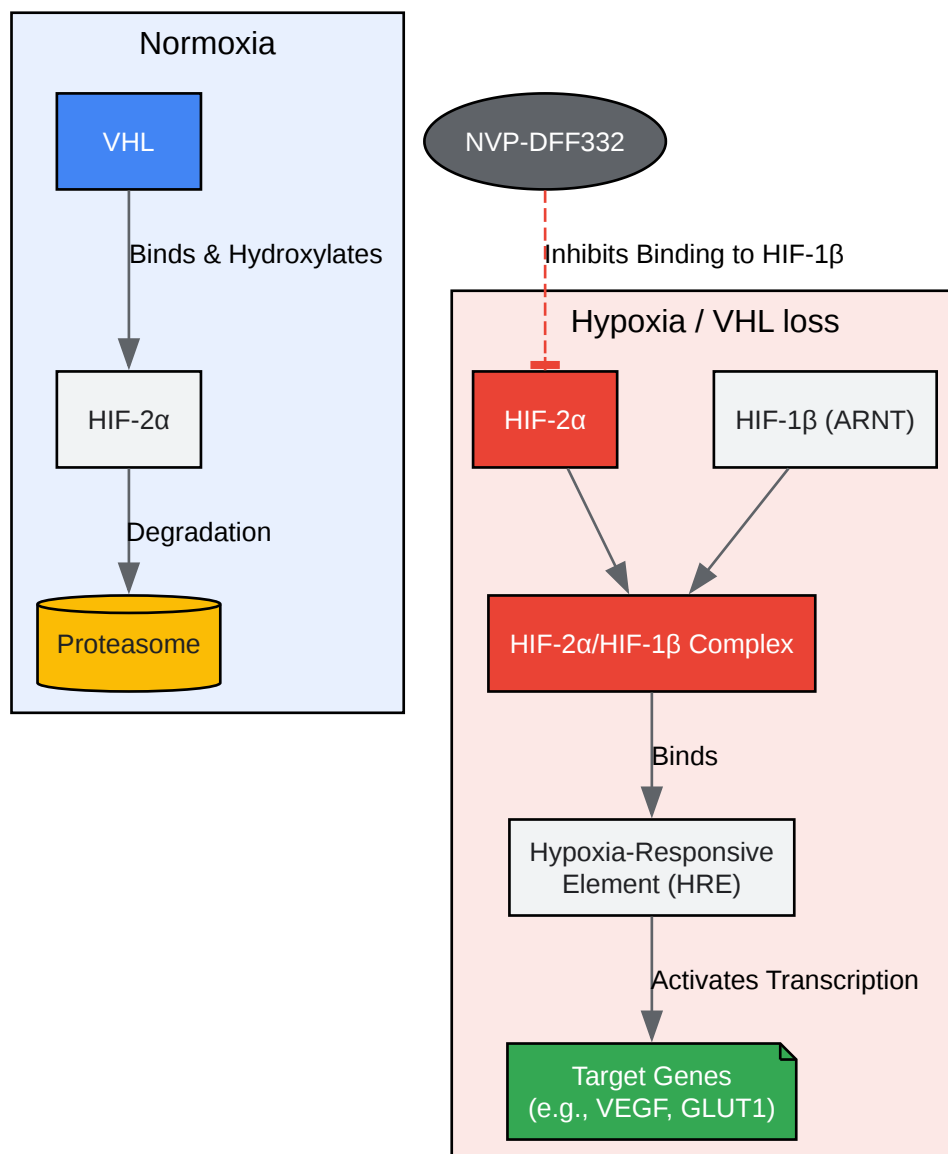 Normoxia
VHL
Binds & Hydroxylates
HIF-2α
Degradation
Proteasome
NVP-DFF332
Inhibits Binding to HIF-1β
Hypoxia / VHL loss
HIF-2α
HIF-1β (ARNT)
HIF-2α/HIF-1β Complex
Binds
Hypoxia-Responsive
Element (HRE)
Activates Transcription
Target Genes
(e.g., VEGF, GLUT1)